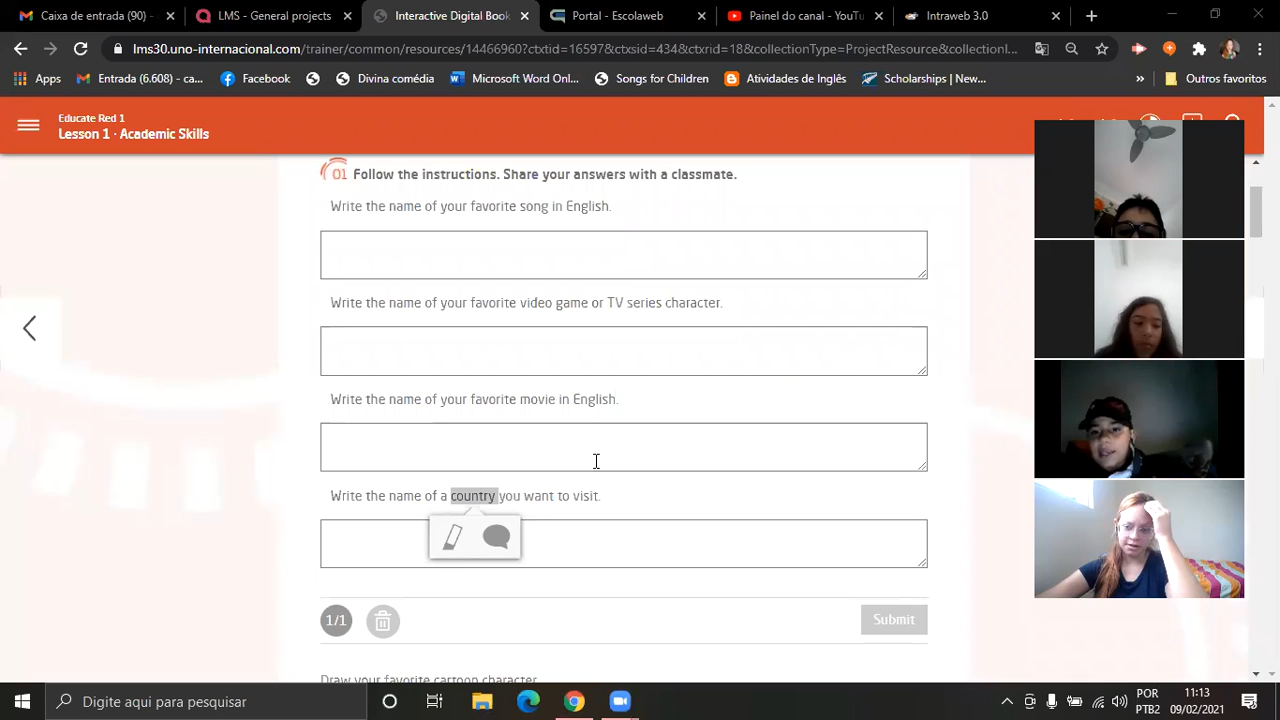 Caixa de entrada (90) -
LMS - General projects
Interactive Digital Book
Portal - Escolaweb
Painel do canal - YouTu
Intraweb 3.0
lms30.uno-internacional.com/trainer/common/resources/14466960?ctxtid=16597&ctxsid=434&ctxrid=18&collectionType=ProjectResource&collectionI...
Apps
Entrada (6.608) - ca...
Facebook
Divina comédia
Microsoft Word Onl...
Songs for Children
Atividades de Inglês
Scholarships | New...
»
Outros favoritos
Educate Red 1
Lesson 1 · Academic Skills
01 Follow the instructions. Share your answers with a classmate.
Write the name of your favorite song in English.
Write the name of your favorite video game or TV series character.
Write the name of your favorite movie in English.
Write the name of a country you want to visit.
1/1
Submit
Draw your favorite cartoon character
Digite aqui para pesquisar
POR
PTB2
11:13
09/02/2021